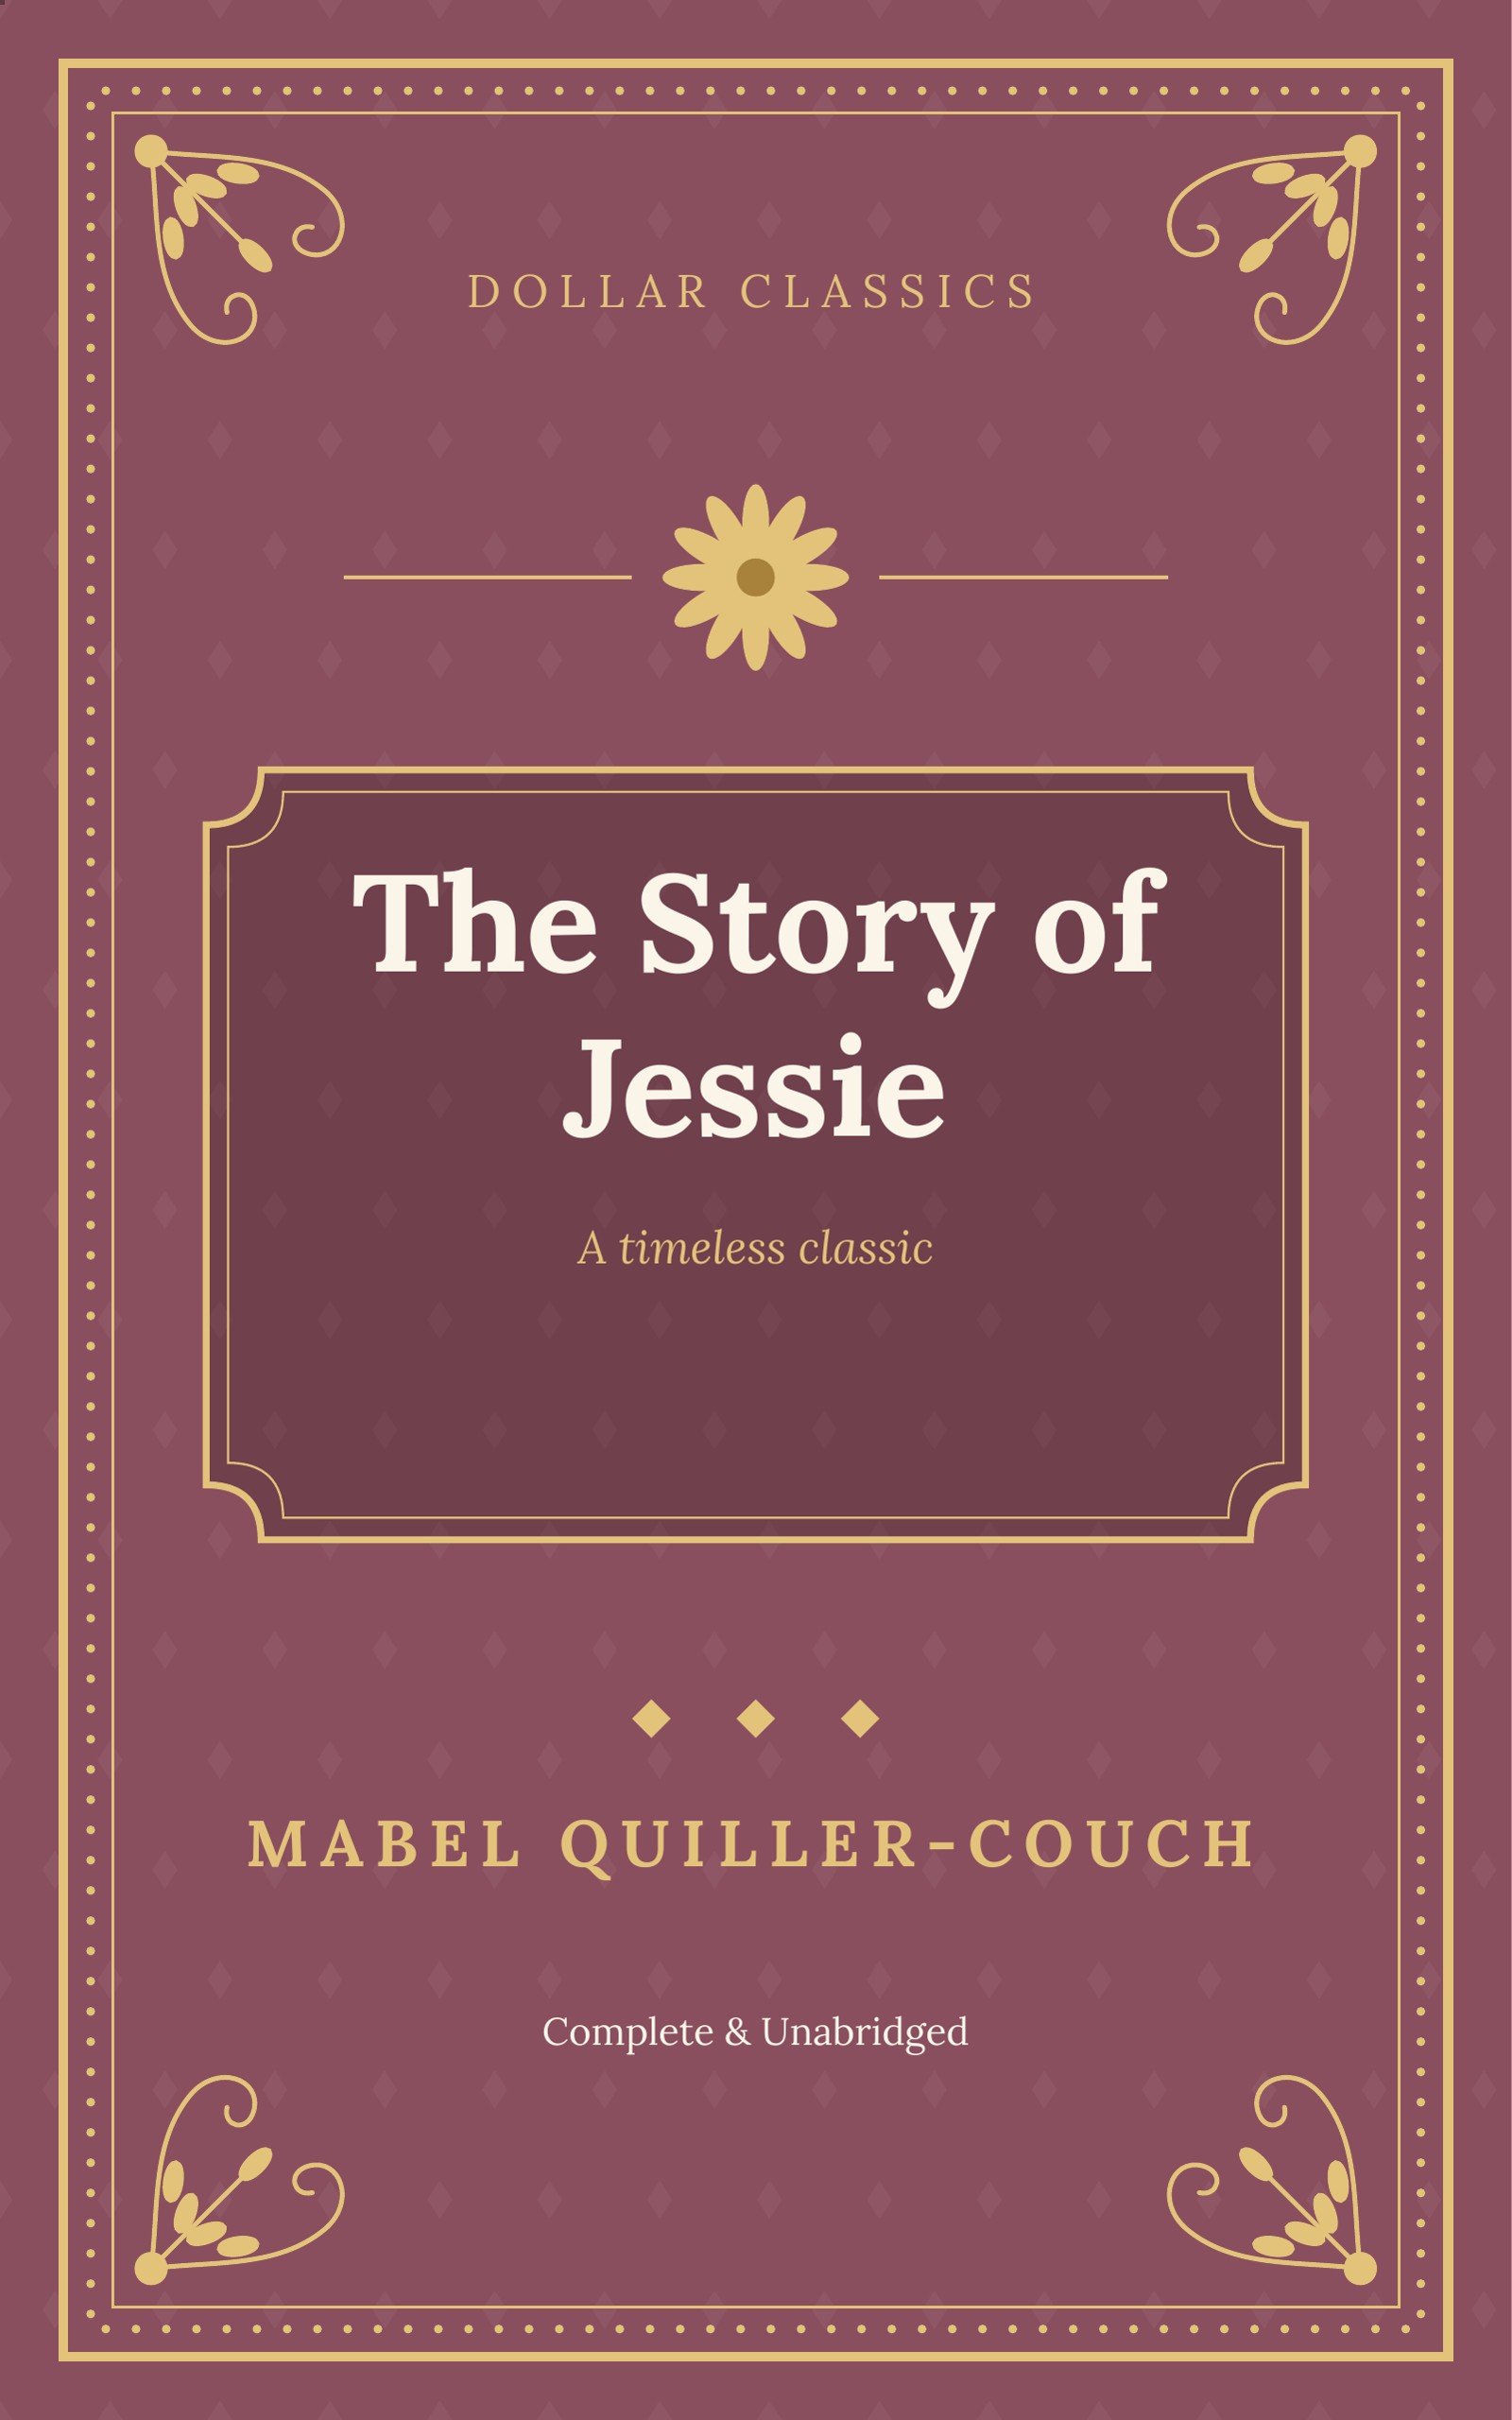 DOLLAR CLASSICS
The Story of
Jessie
A timeless classic
MABEL QUILLER-COUCH
Complete & Unabridged